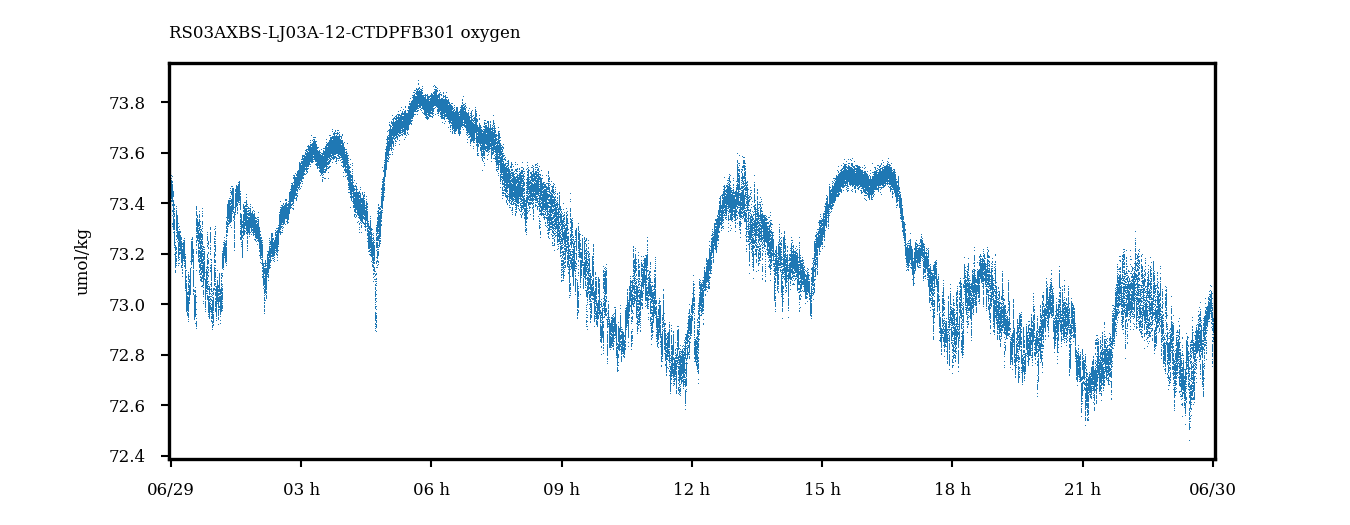 RS03AXBS-LJ03A-12-CTDPFB301 oxygen
73.8
73.6
73.4
73.2
73.0
72.8
72.6
72.4
umol/kg
06/29
03 h
06 h
09 h
12 h
15 h
18 h
21 h
06/30